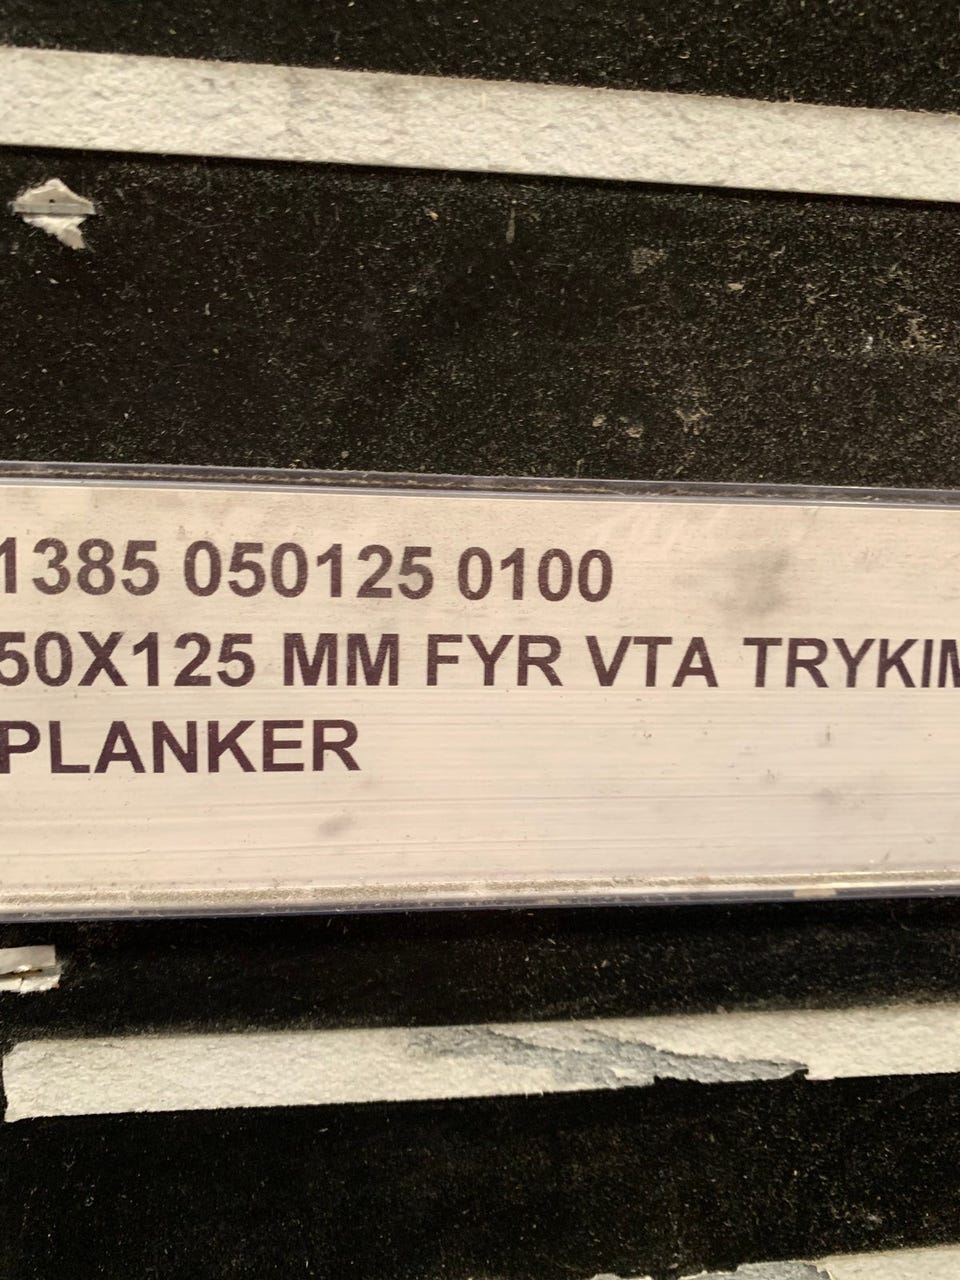 1385 050125 0100
50X125 MM FYR VTA TRYKIM
PLANKER